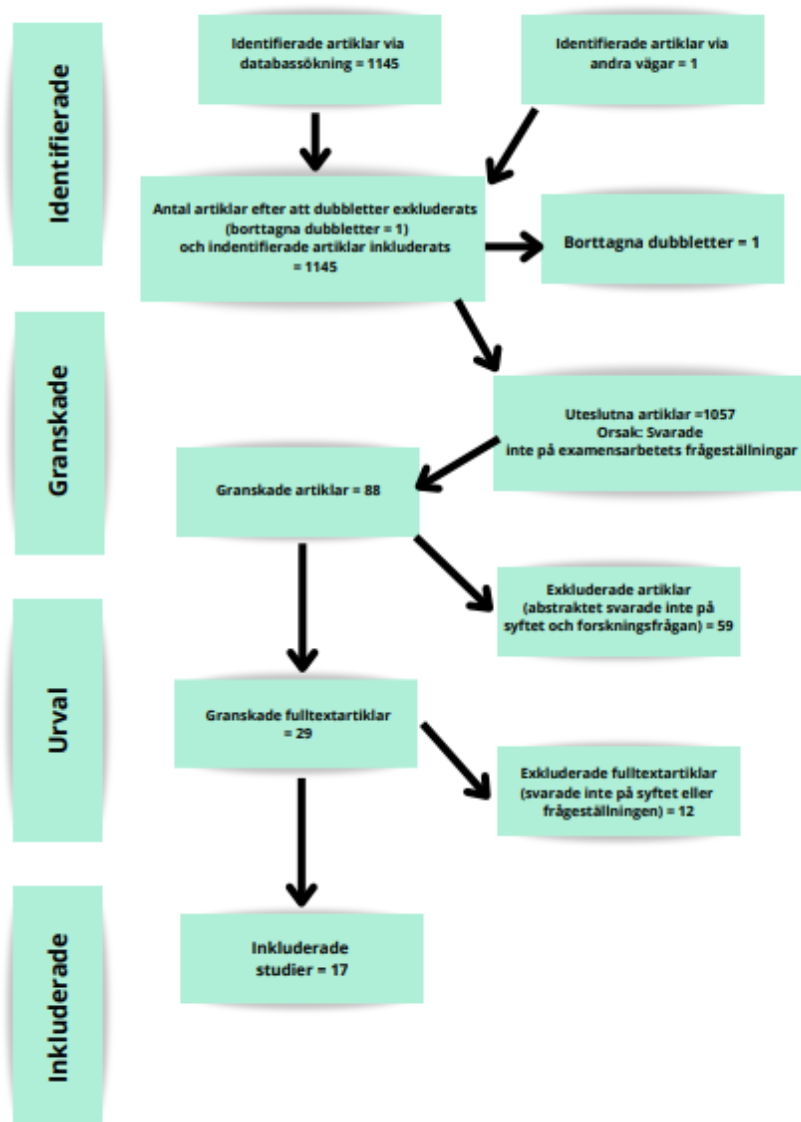 Identifierade
Identifierade artiklar via
databassökning = 1145
Identifierade artiklar via
andra vägar = 1
Antal artiklar efter att dubbletter exkluderats
(borttagna dubbletter = 1)
och indentifierade artiklar inkluderats
= 1145
Borttagna dubbletter = 1
Granskade
Uteslutna artiklar =1057
Orsak: Svarade
inte på examensarbetets frågeställningar
Granskade artiklar = 88
Exkluderade artiklar
(abstraktet svarade inte på
syftet och forskningsfrågan) = 59
Urval
Granskade fulltextartiklar
= 29
Exkluderade fulltextartiklar
(svarade inte på syftet eller
frågeställningen) = 12
Inkluderade
Inkluderade
studier = 17